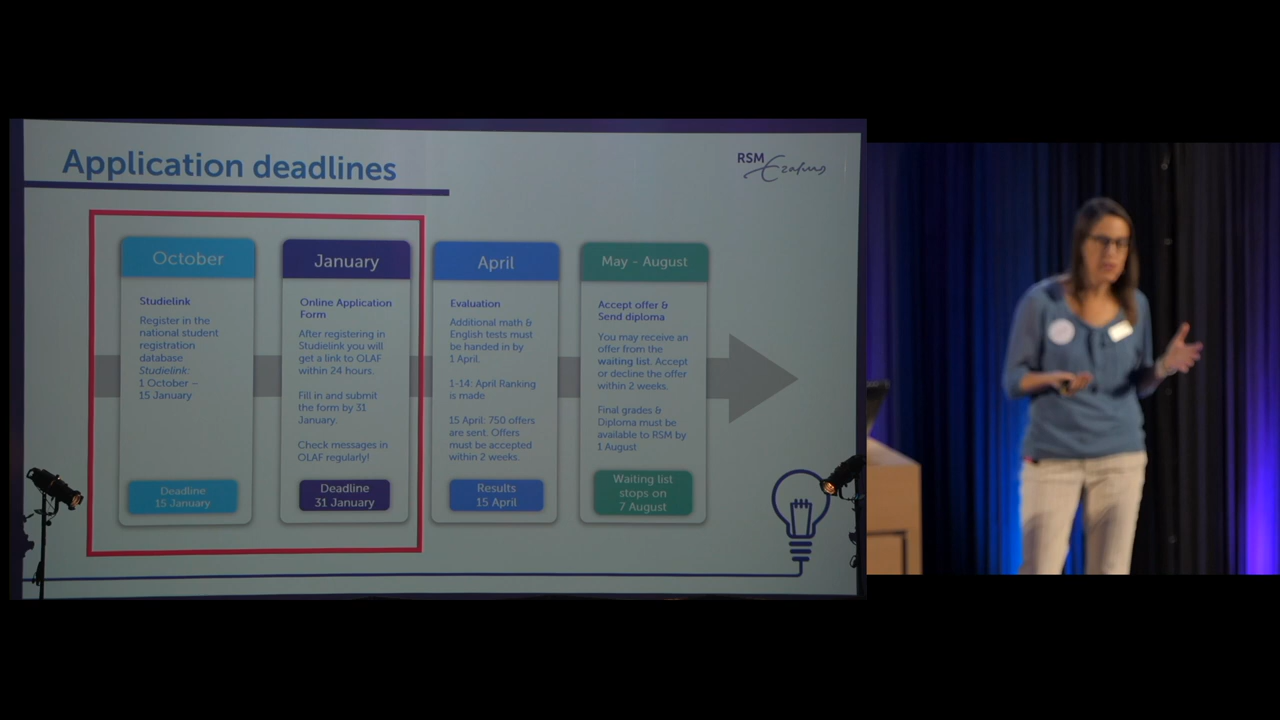 Application deadlines
RSM
Erasmus
October
Studielink
Register in the
national student
registration
database
Studielink:
1 October –
15 January
Deadline
15 January
January
Online Application
Form
After registering in
Studielink you will
get a link to OLAF
within 24 hours.
Fill in and submit
the form by 31
January.
Check messages in
OLAF regularly!
Deadline
31 January
April
Evaluation
Additional math &
English tests must
be handed in by
1 April.
1-14: April Ranking
is made
15 April: 750 offers
are sent. Offers
must be accepted
within 2 weeks.
Results
15 April
May - August
Accept offer &
Send diploma
You may receive an
offer from the
waiting list. Accept
or decline the offer
within 2 weeks.
Final grades &
Diploma must be
available to RSM by
1 August
Waiting list
stops on
7 August